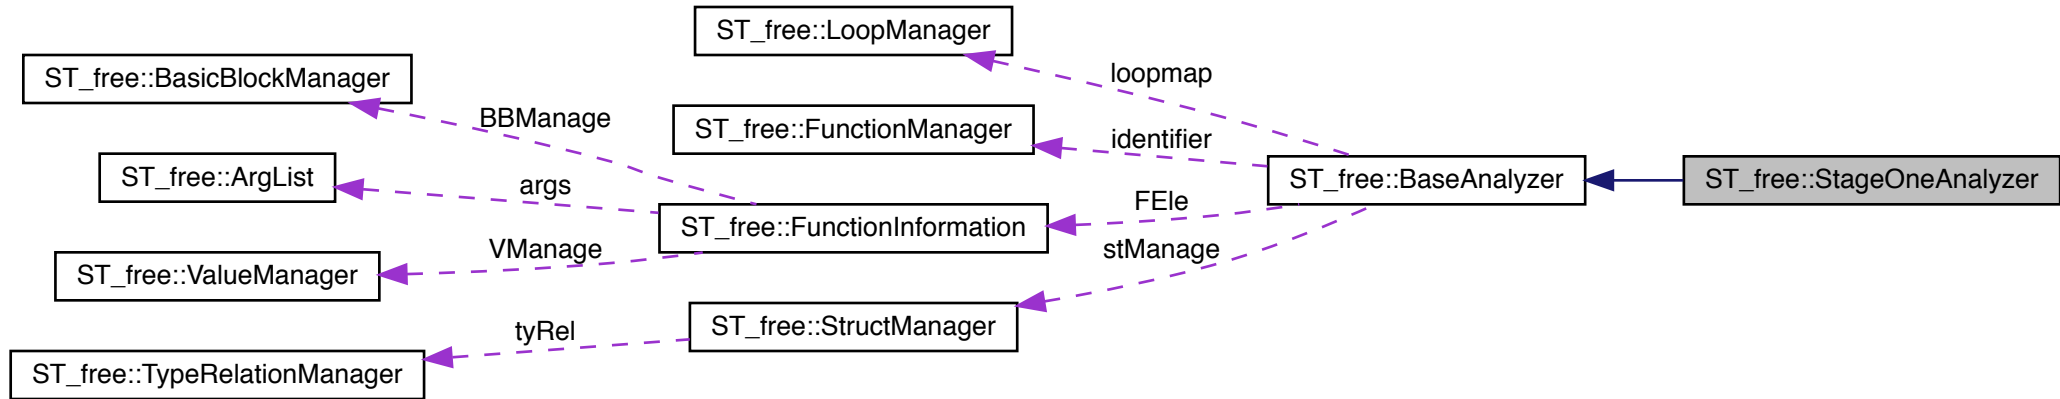 ST_free::LoopManager
ST_free::BasicBlockManager
loopmap
BBManage
ST_free::FunctionManager
identifier
ST_free::ArgList
args
ST_free::BaseAnalyzer
ST_free::StageOneAnalyzer
FEle
ST_free::FunctionInformation
VManage
stManage
ST_free::ValueManager
ST_free::StructManager
tyRel
ST_free::TypeRelationManager